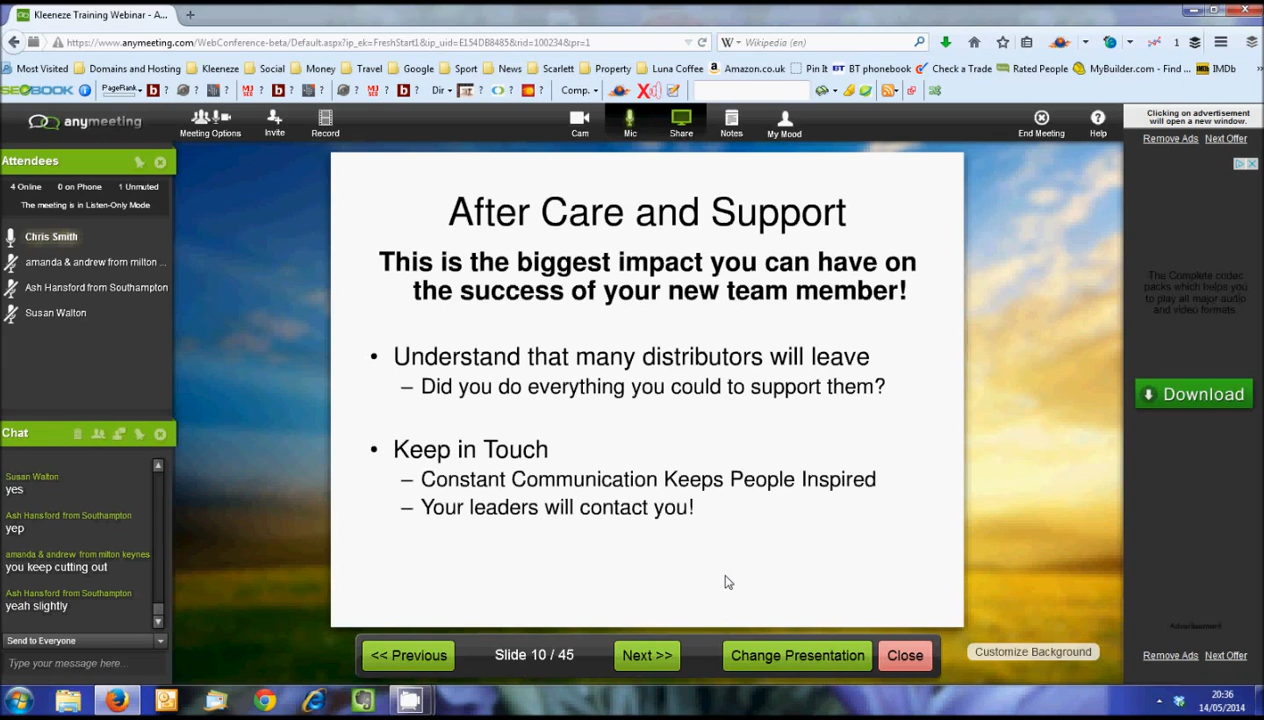 Kleeneze Training Webinar - A...
https://www.anymeeting.com/WebConference-beta/Default.aspx?ip_ek=FreshStart1&ip_uid=E154DB8485&rid=100234&pr=1
Wikipedia (en)
1
Most Visited
Domains and Hosting
Kleeneze
Social
Money
Travel
Google
Sport
News
Scarlett
Property
Luna Coffee
Amazon.co.uk
Pin It
BT phonebook
Check a Trade
Rated People
MyBuilder.com - Find ...
IMDb
SEOBOOK
PageRank
Dir
Comp.
anymeeting
Meeting Options
Invite
Record
Cam
Mic
Share
Notes
My Mood
End Meeting
Help
Clicking on advertisement
will open a new window.
Remove Ads
Next Offer
Attendees
4 Online
0 on Phone
1 Unmuted
The meeting is in Listen-Only Mode
Chris Smith
amanda & andrew from milton ...
Ash Hansford from Southampton
Susan Walton
After Care and Support
This is the biggest impact you can have on
the success of your new team member!
• Understand that many distributors will leave
– Did you do everything you could to support them?
• Keep in Touch
– Constant Communication Keeps People Inspired
– Your leaders will contact you!
The Complete codec
packs which helps you
to play all major audio
and video formats.
Download
Chat
Susan Walton
yes
Ash Hansford from Southampton
yep
amanda & andrew from milton keynes
you keep cutting out
Ash Hansford from Southampton
yeah slightly
Send to Everyone
Type your message here...
<< Previous
Slide 10 / 45
Next >>
Change Presentation
Close
Customize Background
Advertisement
Remove Ads
Next Offer
20:36
14/05/2014